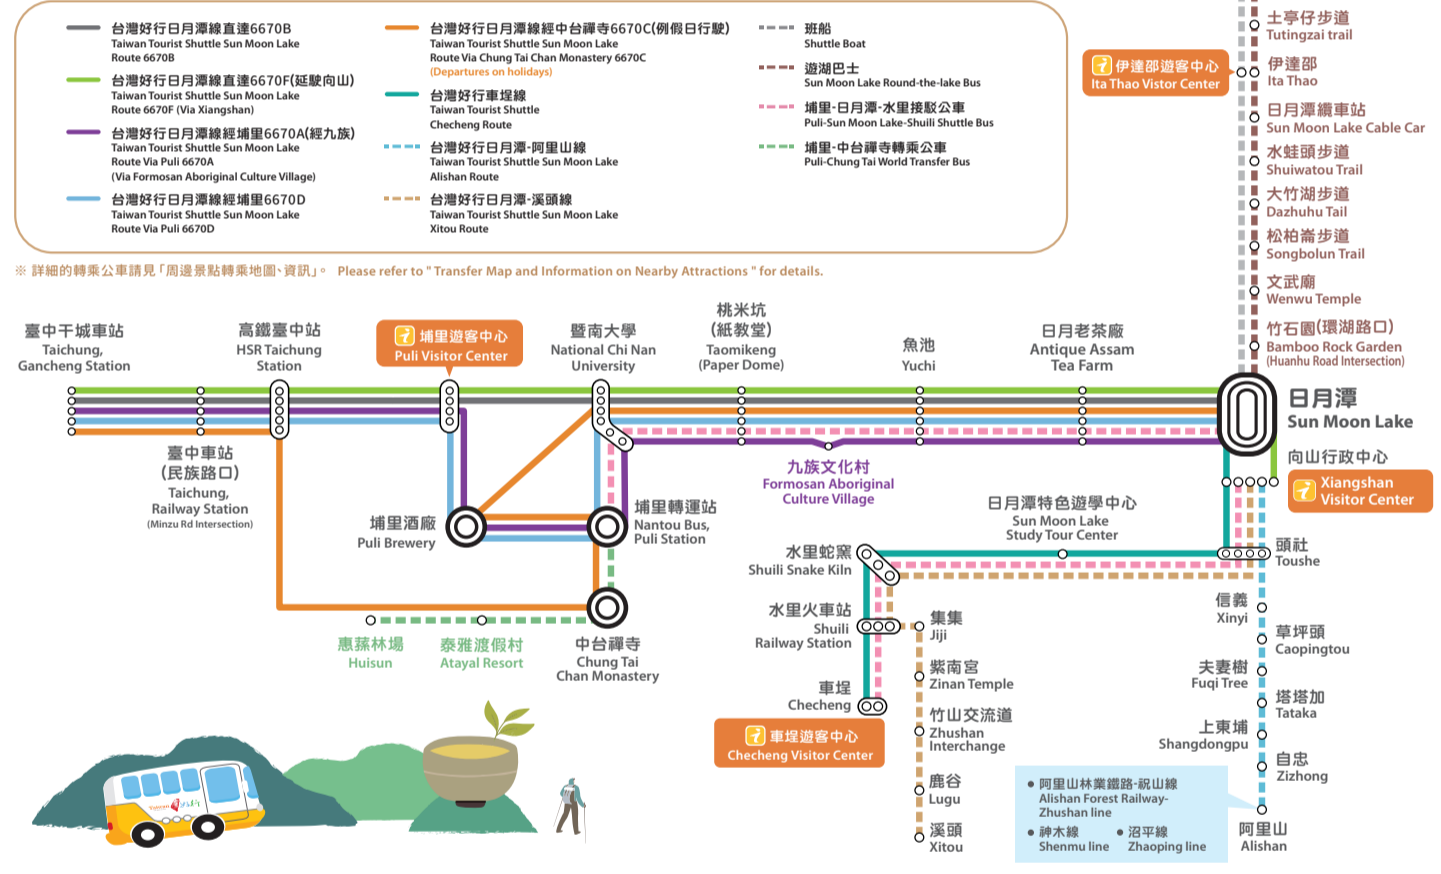 台灣好行日月潭線直達6670B
Taiwan Tourist Shuttle Sun Moon Lake
Route 6670B
台灣好行日月潭線直達6670F(延駛向山)
Taiwan Tourist Shuttle Sun Moon Lake
Route 6670F (Via Xiangshan)
台灣好行日月潭線經埔里6670A(經九族)
Taiwan Tourist Shuttle Sun Moon Lake
Route Via Puli 6670A
(Via Formosan Aboriginal Culture Village)
台灣好行日月潭線經埔里6670D
Taiwan Tourist Shuttle Sun Moon Lake
Route Via Puli 6670D
台灣好行日月潭線經中台禪寺6670C(例假日行駛)
Taiwan Tourist Shuttle Sun Moon Lake
Route Via Chung Tai Chan Monastery 6670C
(Departures on holidays)
台灣好行車埕線
Taiwan Tourist Shuttle
Checheng Route
台灣好行日月潭-阿里山線
Taiwan Tourist Shuttle Sun Moon Lake
Alishan Route
台灣好行日月潭-溪頭線
Taiwan Tourist Shuttle Sun Moon Lake
Xitou Route
班船
Shuttle Boat
遊湖巴士
Sun Moon Lake Round-the-lake Bus
埔里-日月潭-水里接駁公車
Puli-Sun Moon Lake-Shuili Shuttle Bus
埔里-中台禪寺轉乘公車
Puli-Chung Tai World Transfer Bus
※ 詳細的轉乘公車請見「周邊景點轉乘地圖、資訊」。 Please refer to " Transfer Map and Information on Nearby Attractions " for details.
土亭仔步道
Tutingzai trail
伊達邵遊客中心
Ita Thao Vistor Center
伊達邵
Ita Thao
日月潭纜車站
Sun Moon Lake Cable Car
水蛙頭步道
Shuiwatou Trail
大竹湖步道
Dazhuhu Tail
松柏崙步道
Songbolun Trail
文武廟
Wenwu Temple
竹石園(環湖路口)
Bamboo Rock Garden
(Huanhu Road Intersection)
臺中干城車站
Taichung,
Gancheng Station
高鐵臺中站
HSR Taichung
Station
埔里遊客中心
Puli Visitor Center
暨南大學
National Chi Nan
University
桃米坑
(紙教堂)
Taomikeng
(Paper Dome)
魚池
Yuchi
日月老茶廠
Antique Assam
Tea Farm
日月潭
Sun Moon Lake
臺中車站
(民族路口)
Taichung,
Railway Station
(Minzu Rd Intersection)
九族文化村
Formosan Aboriginal
Culture Village
向山行政中心
Xiangshan
Visitor Center
埔里酒廠
Puli Brewery
埔里轉運站
Nantou Bus,
Puli Station
日月潭特色遊學中心
Sun Moon Lake
Study Tour Center
水里蛇窯
Shuili Snake Kiln
頭社
Toushe
惠蓀林場
Huisun
泰雅渡假村
Atayal Resort
中台禪寺
Chung Tai
Chan Monastery
水里火車站
Shuili
Railway Station
集集
Jiji
信義
Xinyi
草坪頭
Caopingtou
紫南宮
Zinan Temple
夫妻樹
Fuqi Tree
車埕
Checheng
塔塔加
Tataka
竹山交流道
Zhushan
Interchange
上東埔
Shangdongpu
車埕遊客中心
Checheng Visitor Center
自忠
Zizhong
鹿谷
Lugu
● 阿里山林業鐵路-祝山線
Alishan Forest Railway-
Zhushan line
● 神木線
Shenmu line
● 沼平線
Zhaoping line
溪頭
Xitou
阿里山
Alishan
Taiwan